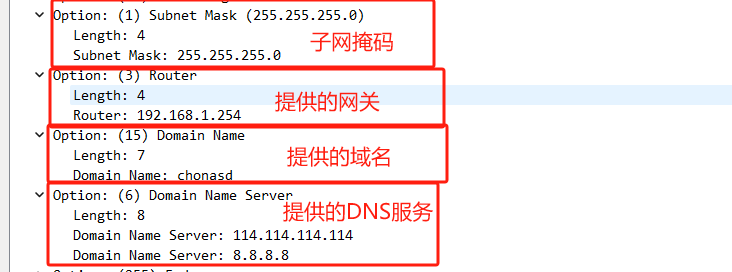 Option: (1) Subnet Mask (255.255.255.0)
Length: 4
子网掩码
Subnet Mask: 255.255.255.0
Option: (3) Router
Length: 4
提供的网关
Router: 192.168.1.254
Option: (15) Domain Name
Length: 7
提供的域名
Domain Name: chonasd
Option: (6) Domain Name Server
Length: 8
提供的DNS服务
Domain Name Server: 114.114.114.114
Domain Name Server: 8.8.8.8